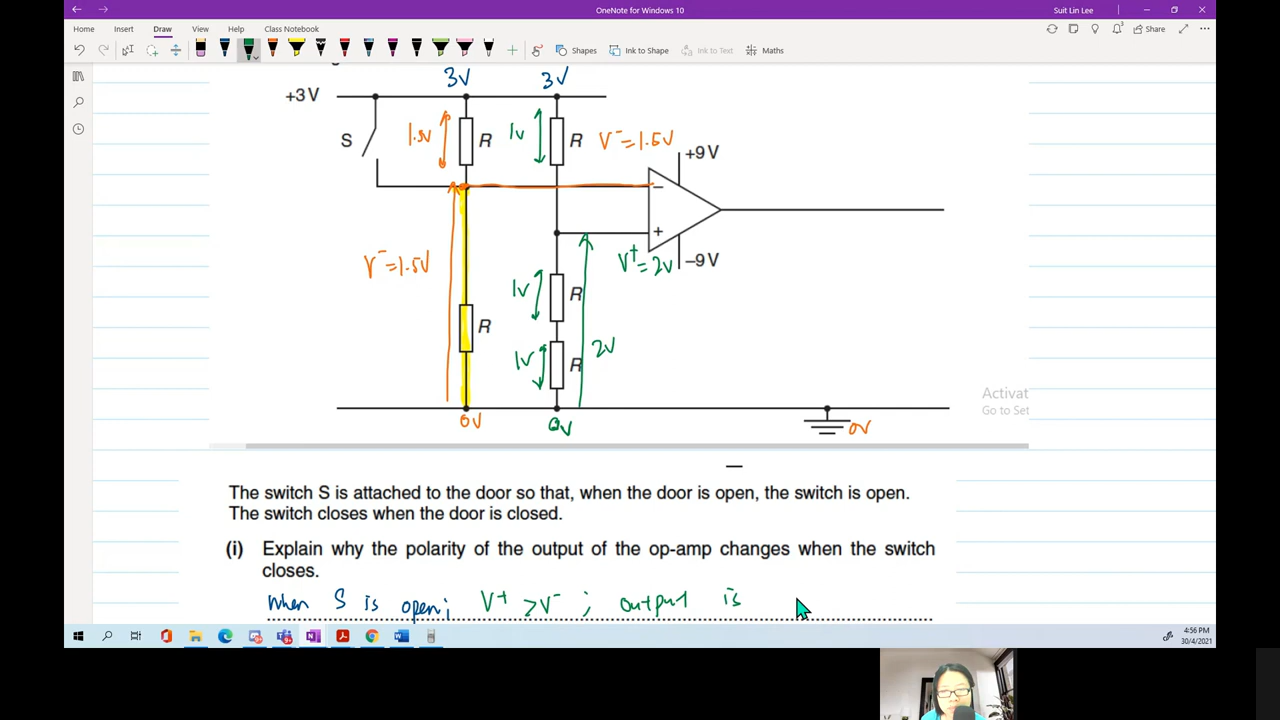 OneNote for Windows 10
Suit Lin Lee
Home Insert Draw View Help Class Notebook
Share
Shapes Ink to Shape Ink to Text Maths
3V 3V
+3 V
S 1.5V R 1V R V⁻=1.5V
+9 V
−
+
V⁺=2V −9 V
V⁻=1.5V
1V R
R
1V R 2V
0V 0V 0V
Activat
Go to Set
The switch S is attached to the door so that, when the door is open, the switch is open.
The switch closes when the door is closed.
(i) Explain why the polarity of the output of the op-amp changes when the switch
closes.
When S is open; V⁺ >V⁻ ; output is
4:56 PM
30/4/2021